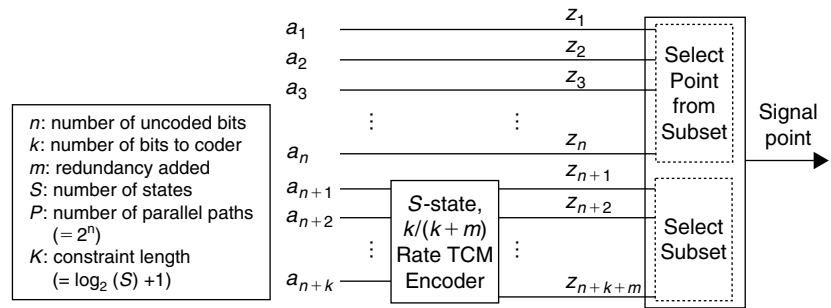 n: number of uncoded bits
k: number of bits to coder
m: redundancy added
S: number of states
P: number of parallel paths
(= 2ⁿ)
K: constraint length
(= log₂ (S) +1)
a₁
a₂
a₃
⋮
aₙ
aₙ₊₁
aₙ₊₂
⋮
aₙ₊ₖ
S-state,
k/(k + m)
Rate TCM
Encoder
z₁
z₂
z₃
⋮
zₙ
zₙ₊₁
zₙ₊₂
⋮
zₙ₊ₖ₊ₘ
Select
Point
from
Subset
Select
Subset
Signal
point